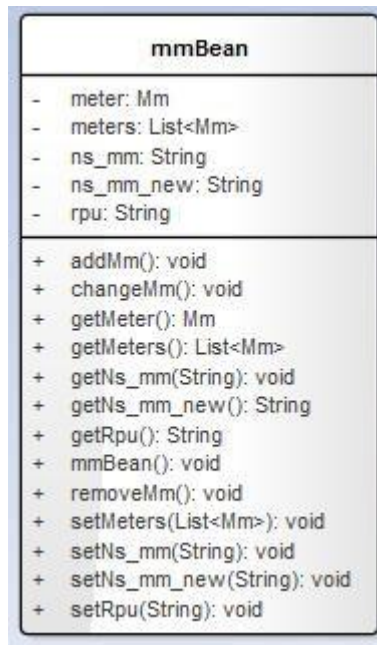 mmBean
- meter: Mm
- meters: List<Mm>
- ns_mm: String
- ns_mm_new: String
- rpu: String
+ addMm(): void
+ changeMm(): void
+ getMeter(): Mm
+ getMeters(): List<Mm>
+ getNs_mm(String): void
+ getNs_mm_new(): String
+ getRpu(): String
+ mmBean(): void
+ removeMm(): void
+ setMeters(List<Mm>): void
+ setNs_mm(String): void
+ setNs_mm_new(String): void
+ setRpu(String): void